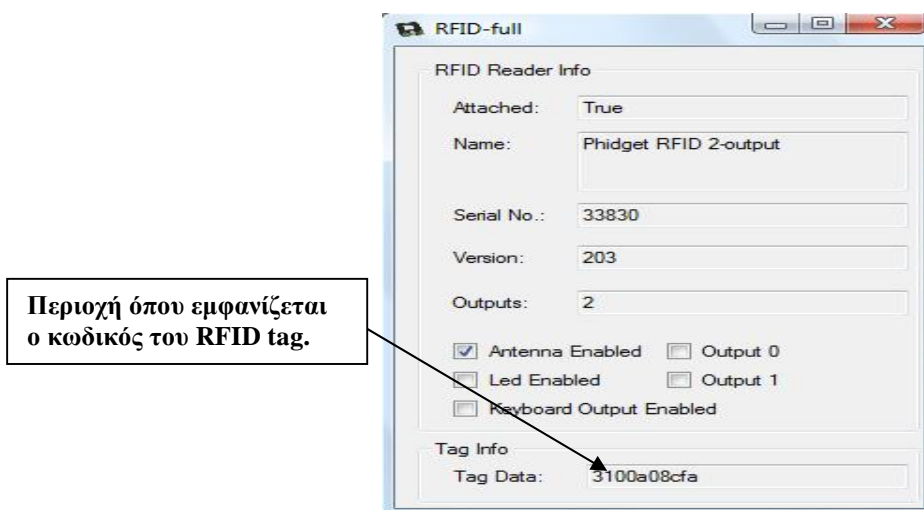 RFID-full
RFID Reader Info
Attached: True
Name: Phidget RFID 2-output
Serial No.: 33830
Version: 203
Περιοχή όπου εμφανίζεται
ο κωδικός του RFID tag.
Outputs: 2
Antenna Enabled Output 0
Led Enabled Output 1
Keyboard Output Enabled
Tag Info
Tag Data: 3100a08cfa